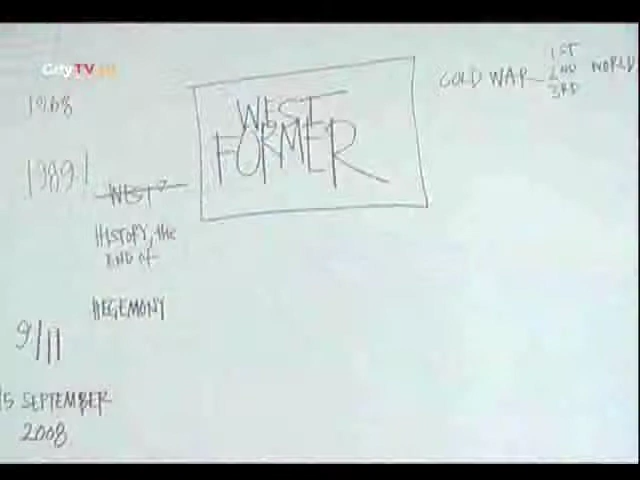 CityTV
COLD WAR
1ST
2ND WORLD
3RD
WEST
FORMER
1968
1989
WEST
HISTORY, the
END of
HEGEMONY
9/11
15 SEPTEMBER
2008